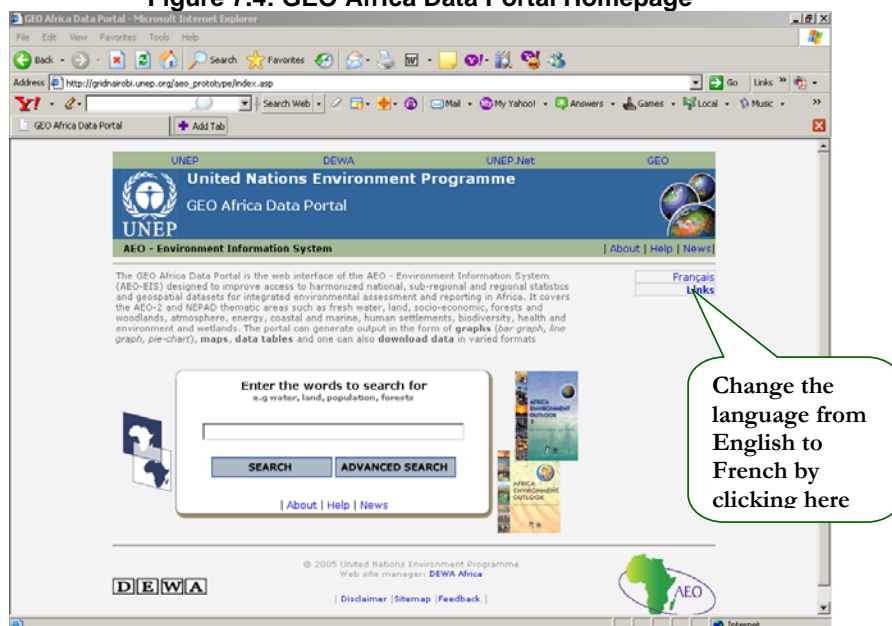 Figure 7.4: GEO Africa Data Portal Homepage
GEO Africa Data Portal - Microsoft Internet Explorer
File Edit View Favorites Tools Help
Back Search Favorites
Address http://gridnairobi.unep.org/aeo_prototype/index.asp Go Links
Y! Search Web Mail My Yahoo! Answers Games Local Music
GEO Africa Data Portal Add Tab
UNEP DEWA UNEP.Net GEO
United Nations Environment Programme
GEO Africa Data Portal
UNEP
AEO - Environment Information System | About | Help | News|
Français
Links
The GEO Africa Data Portal is the web interface of the AEO - Environment Information System
(AEO-EIS) designed to improve access to harmonized national, sub-regional and regional statistics
and geospatial datasets for integrated environmental assessment and reporting in Africa. It covers
the AEO-2 and NEPAD thematic areas such as fresh water, land, socio-economic, forests and
woodlands, atmosphere, energy, coastal and marine, human settlements, biodiversity, health and
environment and wetlands. The portal can generate output in the form of graphs (bar graph, line
graph, pie-chart), maps, data tables and one can also download data in varied formats
Change the
language from
English to
French by
clicking here
Enter the words to search for
e.g water, land, population, forests
SEARCH ADVANCED SEARCH
| About | Help | News
AFRICA
ENVIRONMENT
OUTLOOK
2
AFRICA
ENVIRONMENT
OUTLOOK
© 2005 United Nations Environment Programme
Web site manager: DEWA Africa
| Disclaimer |Sitemap |Feedback |
DEWA
AEO
Internet